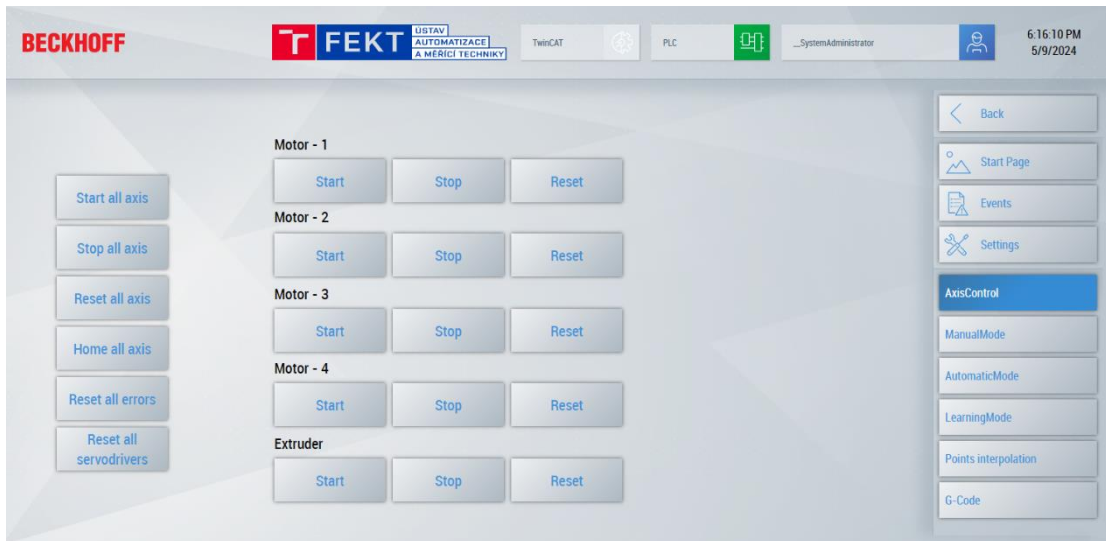 BECKHOFF
T FEKT ÚSTAV
AUTOMATIZACE
A MĚŘICÍ TECHNIKY
TwinCAT
PLC
__SystemAdministrator
6:16:10 PM
5/9/2024
Start all axis
Stop all axis
Reset all axis
Home all axis
Reset all errors
Reset all
servodrivers
Motor - 1
Start Stop Reset
Motor - 2
Start Stop Reset
Motor - 3
Start Stop Reset
Motor - 4
Start Stop Reset
Extruder
Start Stop Reset
Back
Start Page
Events
Settings
AxisControl
ManualMode
AutomaticMode
LearningMode
Points interpolation
G-Code